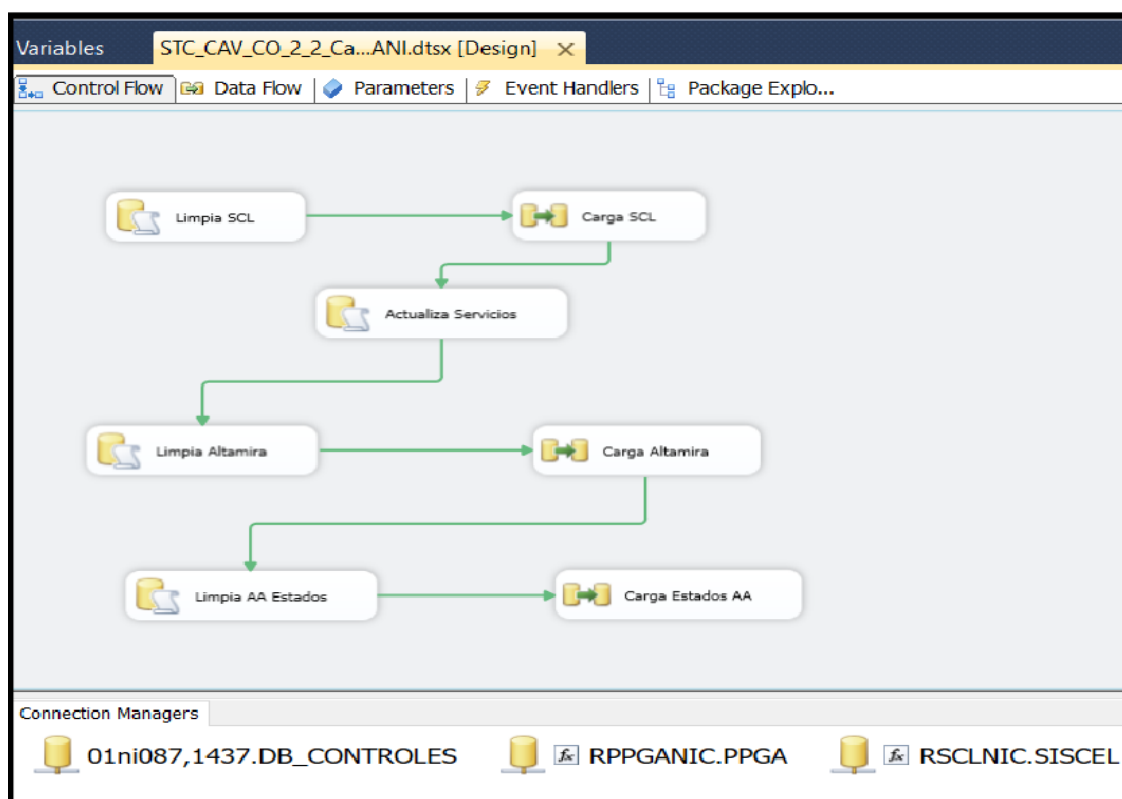 Variables STC_CAV_CO_2_2_Ca...ANI.dtsx [Design] ×
Control Flow Data Flow Parameters Event Handlers Package Explo...
Limpia SCL Carga SCL
Actualiza Servicios
Limpia Altamira Carga Altamira
Limpia AA Estados Carga Estados AA
Connection Managers
01ni087,1437.DB_CONTROLES fx RPPGANIC.PPGA fx RSCLNIC.SISCEL